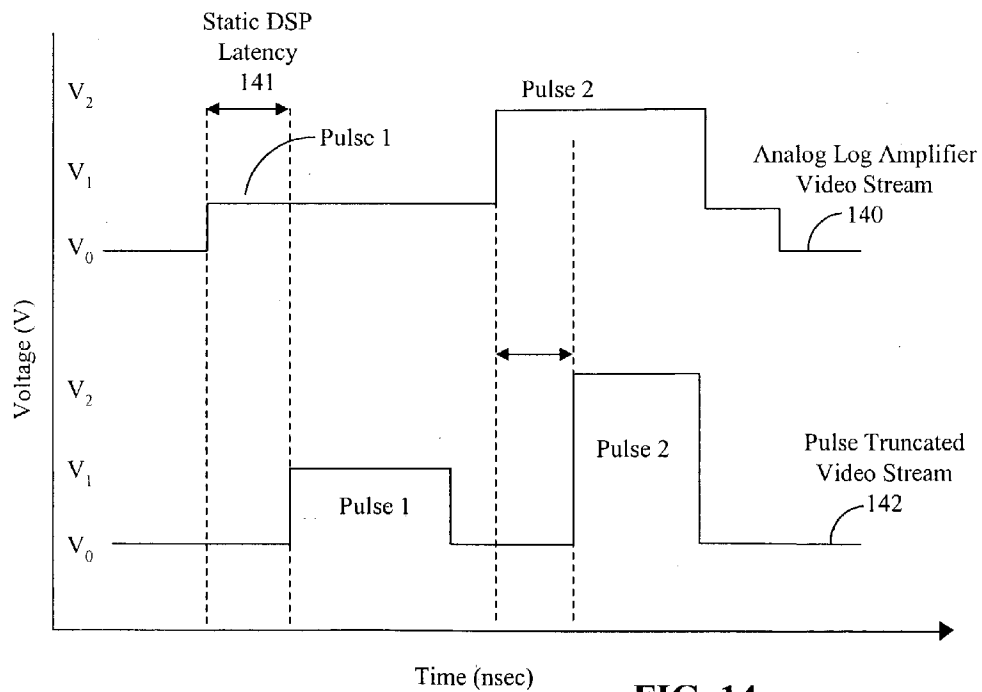 Static DSP
Latency
141
V2
Pulse 2
Pulse 1
V1
Analog Log Amplifier
Video Stream
140
V0
Voltage (V)
V2
Pulse 2
Pulse Truncated
Video Stream
142
V1
Pulse 1
V0
Time (nsec)
FIG. 14